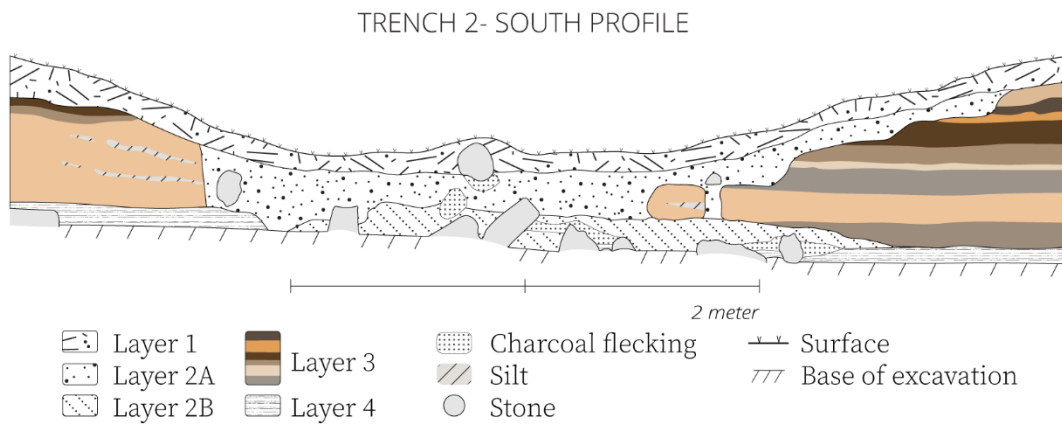 TRENCH 2- SOUTH PROFILE
2 meter
Layer 1
Layer 2A
Layer 2B
Layer 3
Layer 4
Charcoal flecking
Silt
Stone
Surface
Base of excavation